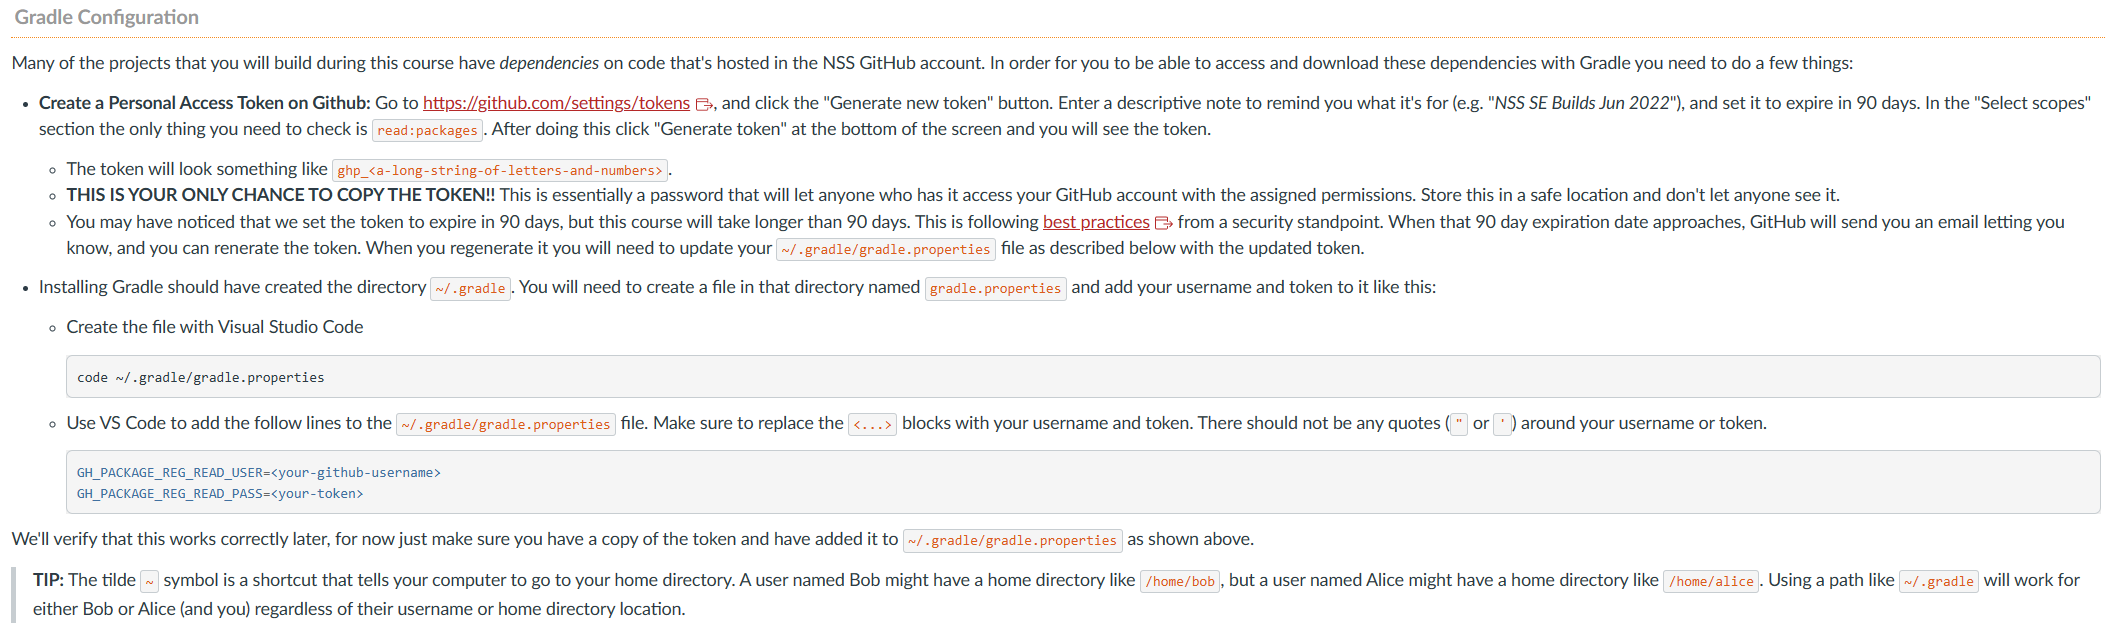 Gradle Configuration
Many of the projects that you will build during this course have dependencies on code that's hosted in the NSS GitHub account. In order for you to be able to access and download these dependencies with Gradle you need to do a few things:
• Create a Personal Access Token on Github: Go to https://github.com/settings/tokens, and click the "Generate new token" button. Enter a descriptive note to remind you what it's for (e.g. "NSS SE Builds Jun 2022"), and set it to expire in 90 days. In the "Select scopes"
section the only thing you need to check is read:packages. After doing this click "Generate token" at the bottom of the screen and you will see the token.
◦ The token will look something like ghp_<a-long-string-of-letters-and-numbers>.
◦ THIS IS YOUR ONLY CHANCE TO COPY THE TOKEN!! This is essentially a password that will let anyone who has it access your GitHub account with the assigned permissions. Store this in a safe location and don't let anyone see it.
◦ You may have noticed that we set the token to expire in 90 days, but this course will take longer than 90 days. This is following best practices from a security standpoint. When that 90 day expiration date approaches, GitHub will send you an email letting you
know, and you can renerate the token. When you regenerate it you will need to update your ~/.gradle/gradle.properties file as described below with the updated token.
• Installing Gradle should have created the directory ~/.gradle. You will need to create a file in that directory named gradle.properties and add your username and token to it like this:
◦ Create the file with Visual Studio Code
code ~/.gradle/gradle.properties
◦ Use VS Code to add the follow lines to the ~/.gradle/gradle.properties file. Make sure to replace the <...> blocks with your username and token. There should not be any quotes (" or ') around your username or token.
GH_PACKAGE_REG_READ_USER=<your-github-username>
GH_PACKAGE_REG_READ_PASS=<your-token>
We'll verify that this works correctly later, for now just make sure you have a copy of the token and have added it to ~/.gradle/gradle.properties as shown above.
TIP: The tilde ~ symbol is a shortcut that tells your computer to go to your home directory. A user named Bob might have a home directory like /home/bob, but a user named Alice might have a home directory like /home/alice. Using a path like ~/.gradle will work for
either Bob or Alice (and you) regardless of their username or home directory location.